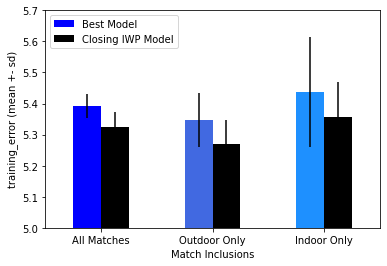 5.7
5.6
5.5
5.4
5.3
5.2
5.1
5.0
training_error (mean +- sd)
Best Model
Closing IWP Model
All Matches
Outdoor Only
Indoor Only
Match Inclusions